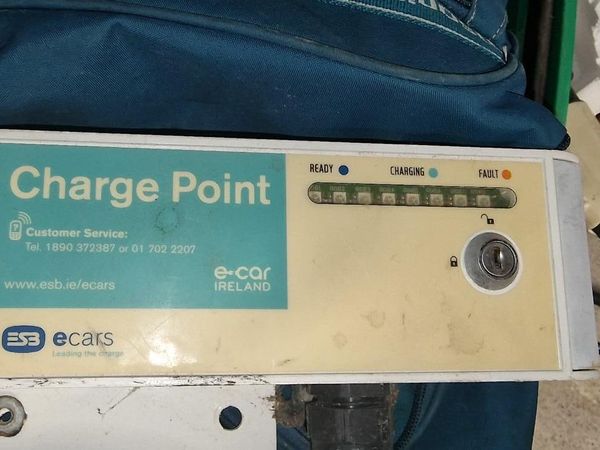 Charge Point
Customer Service:
Tel. 1890 372387 or 01 702 2207
www.esb.ie/ecars
e-car
IRELAND
READY
CHARGING
FAULT
ESB ecars
Leading the charge